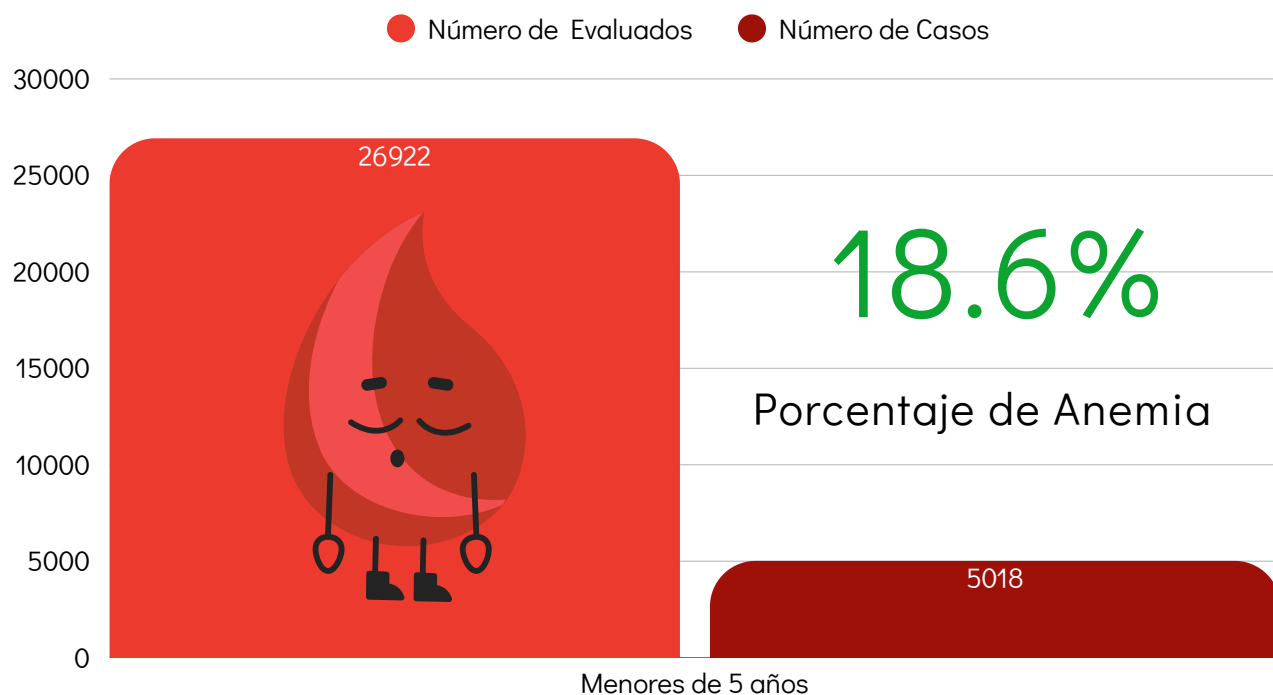 Número de Evaluados
Número de Casos
30000
25000
20000
15000
10000
5000
0
26922
18.6%
Porcentaje de Anemia
5018
Menores de 5 años